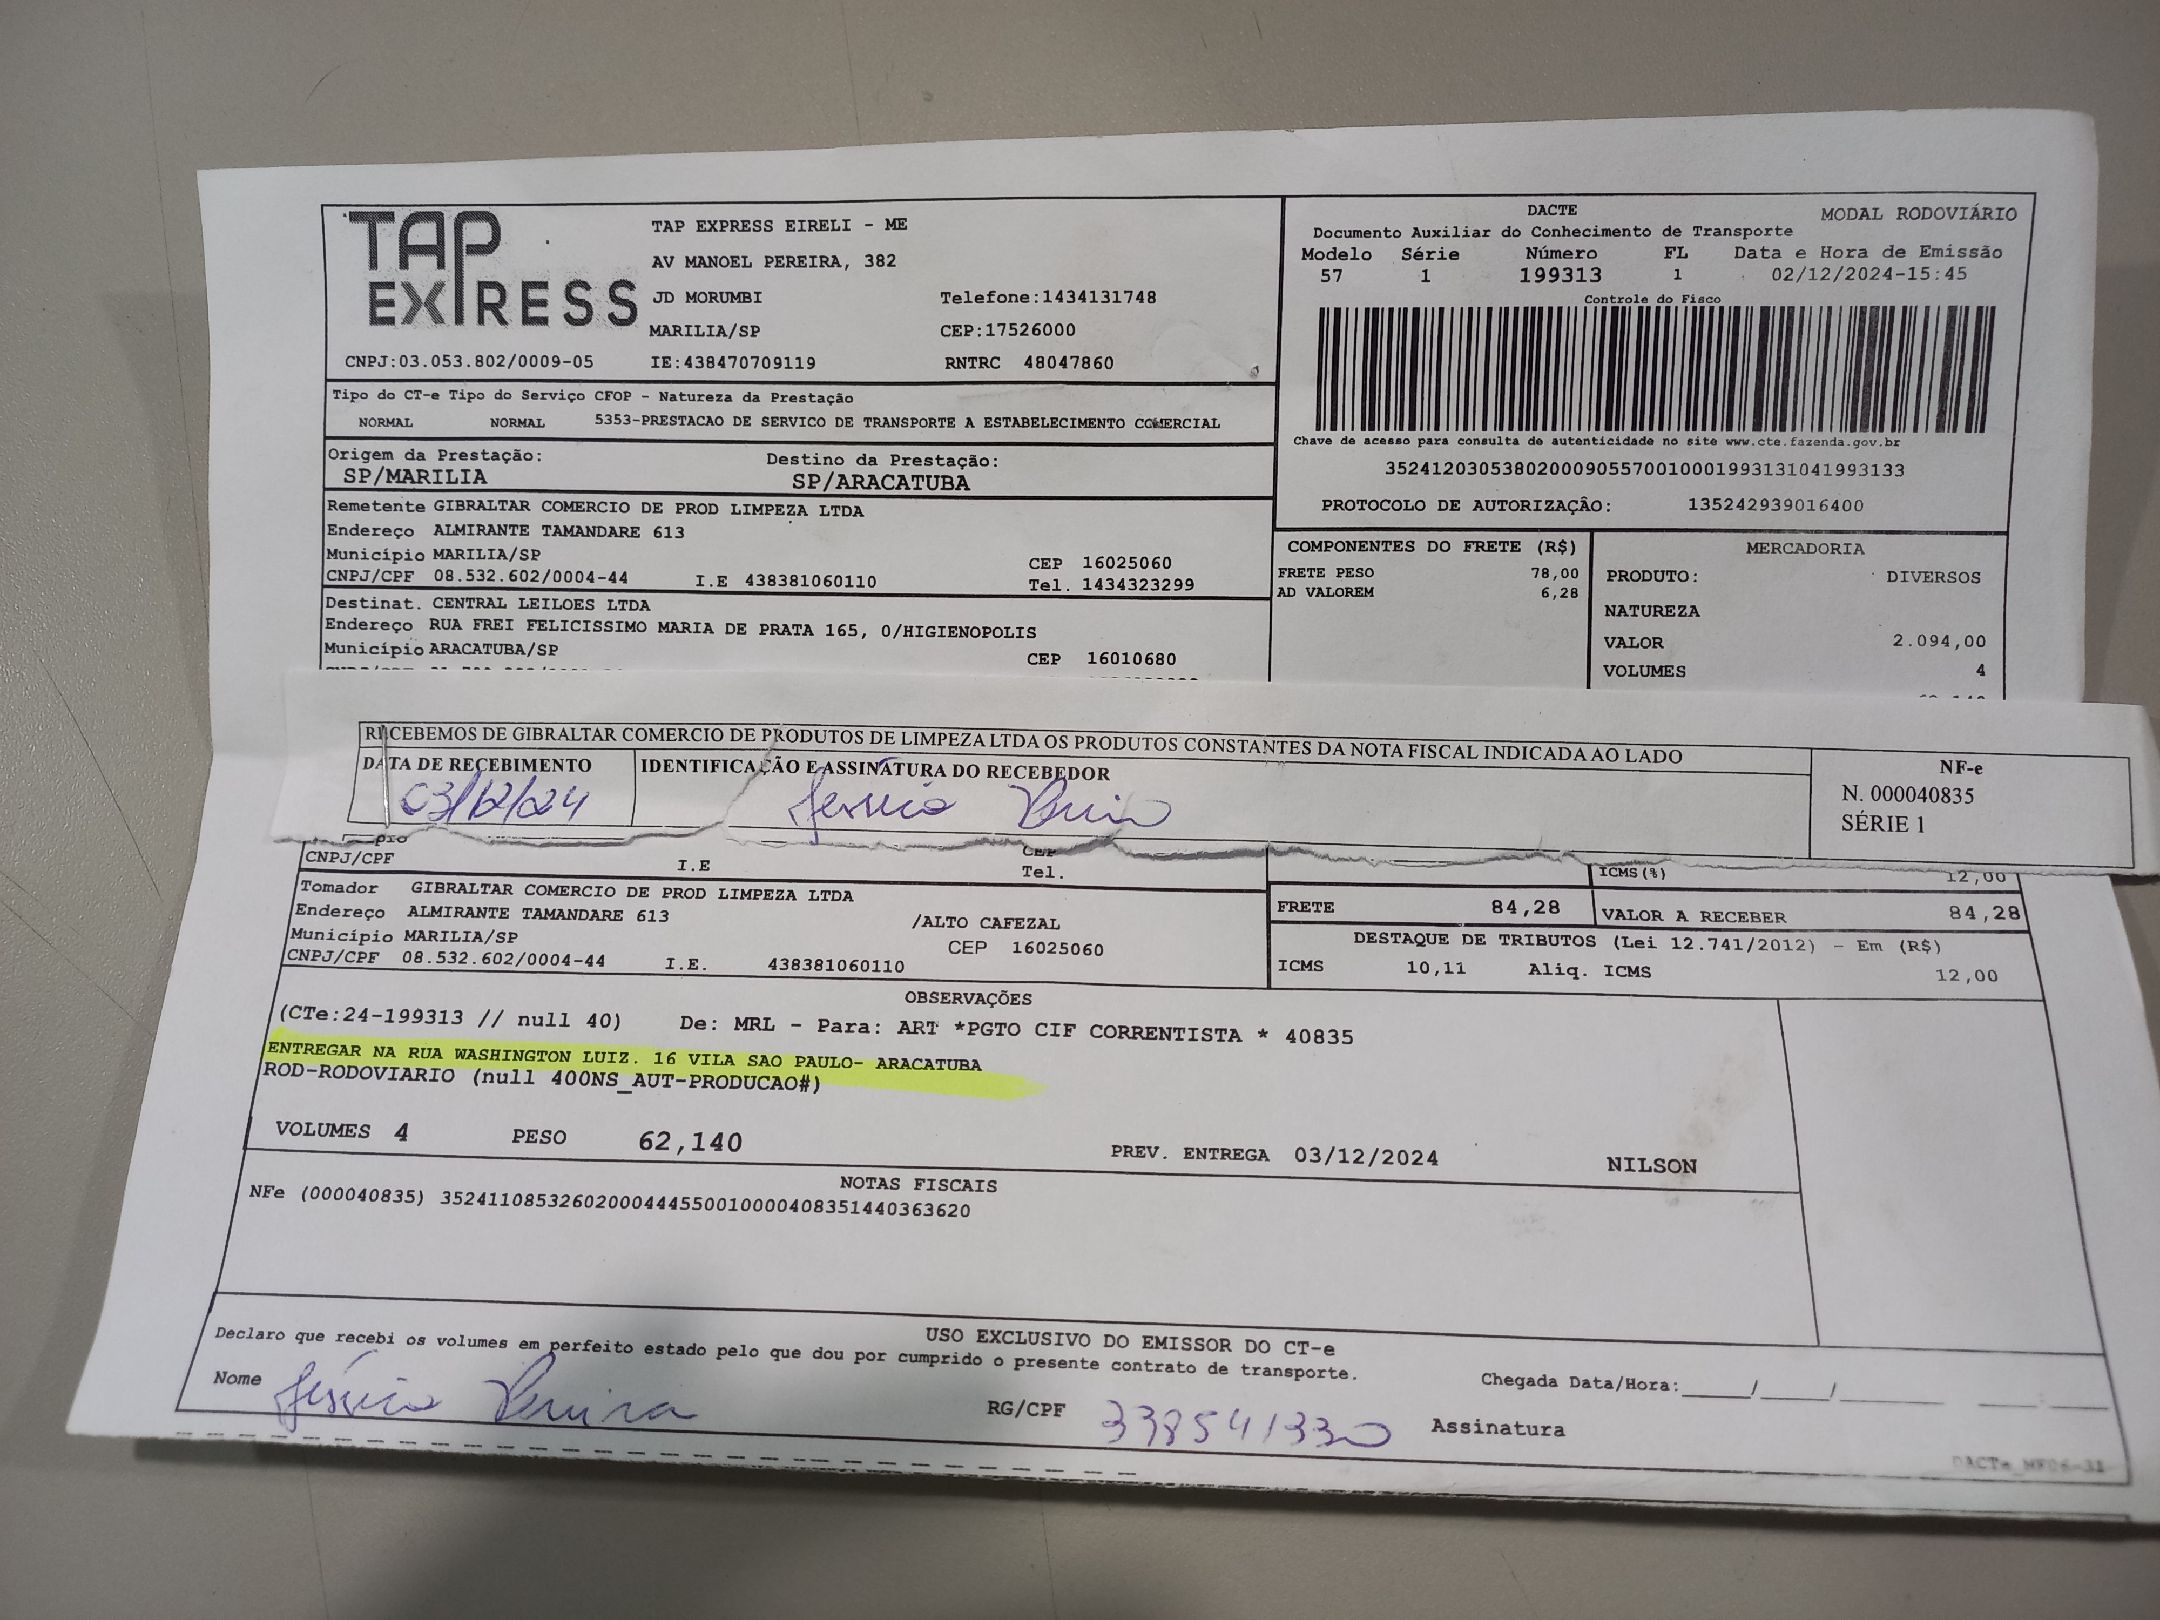 TAP EXPRESS
TAP EXPRESS EIRELI - ME
AV MANOEL PEREIRA, 382
JD MORUMBI Telefone:1434131748
MARILIA/SP CEP:17526000
CNPJ:03.053.802/0009-05 IE:438470709119 RNTRC 48047860
DACTE MODAL RODOVIÁRIO
Documento Auxiliar do Conhecimento de Transporte
Modelo Série Número FL Data e Hora de Emissão
57 1 199313 1 02/12/2024-15:45
Controle do Fisco
Chave de acesso para consulta de autenticidade no site www.cte.fazenda.gov.br
35241203053802000905570010001993131041993133
PROTOCOLO DE AUTORIZAÇÂO: 135242939016400
Tipo do CT-e Tipo do Serviço CFOP - Natureza da Prestação
NORMAL NORMAL 5353-PRESTACAO DE SERVICO DE TRANSPORTE A ESTABELECIMENTO COMERCIAL
Origem da Prestação: Destino da Prestação:
SP/MARILIA SP/ARACATUBA
Remetente GIBRALTAR COMERCIO DE PROD LIMPEZA LTDA
Endereço ALMIRANTE TAMANDARE 613
Município MARILIA/SP CEP 16025060
CNPJ/CPF 08.532.602/0004-44 I.E 438381060110 Tel. 1434323299
Destinat. CENTRAL LEILOES LTDA
Endereço RUA FREI FELICISSIMO MARIA DE PRATA 165, 0/HIGIENOPOLIS
Município ARACATUBA/SP CEP 16010680
COMPONENTES DO FRETE (R$)
FRETE PESO 78,00
AD VALOREM 6,28
MERCADORIA
PRODUTO: DIVERSOS
NATUREZA
VALOR 2.094,00
VOLUMES 4
RECEBEMOS DE GIBRALTAR COMERCIO DE PRODUTOS DE LIMPEZA LTDA OS PRODUTOS CONSTANTES DA NOTA FISCAL INDICADA AO LADO
DATA DE RECEBIMENTO IDENTIFICAÇÃO E ASSINATURA DO RECEBEDOR
03/12/24
NF-e
N. 000040835
SÉRIE 1
CNPJ/CPF I.E Tel.
Tomador GIBRALTAR COMERCIO DE PROD LIMPEZA LTDA
Endereço ALMIRANTE TAMANDARE 613 /ALTO CAFEZAL
Município MARILIA/SP CEP 16025060
CNPJ/CPF 08.532.602/0004-44 I.E. 438381060110
ICMS(%) 12,00
FRETE 84,28 VALOR A RECEBER 84,28
DESTAQUE DE TRIBUTOS (Lei 12.741/2012) - Em (R$)
ICMS 10,11 Aliq. ICMS 12,00
OBSERVAÇÕES
(CTe:24-199313 // null 40) De: MRL - Para: ART *PGTO CIF CORRENTISTA * 40835
ENTREGAR NA RUA WASHINGTON LUIZ. 16 VILA SAO PAULO- ARACATUBA
ROD-RODOVIARIO (null 400NS_AUT-PRODUCAO#)
VOLUMES 4 PESO 62,140 PREV. ENTREGA 03/12/2024 NILSON
NOTAS FISCAIS
NFe (000040835) 35241108532602000444550010000408351440363620
USO EXCLUSIVO DO EMISSOR DO CT-e
Declaro que recebi os volumes em perfeito estado pelo que dou por cumprido o presente contrato de transporte.
Nome Jéssica RG/CPF 338541330 Assinatura
Chegada Data/Hora:_____/_____/